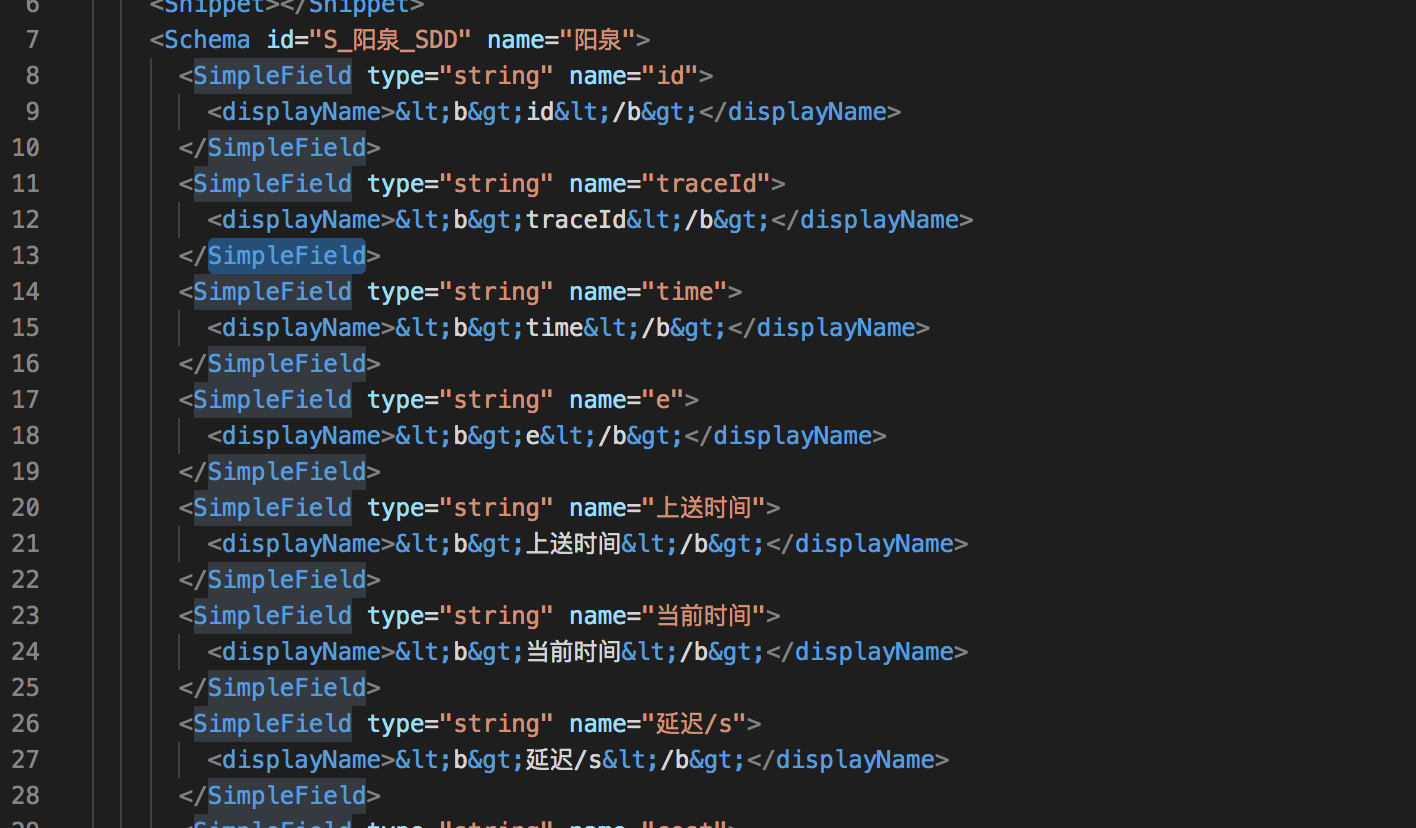 6 <Snippet></Snippet>
7 <Schema id="S_阳泉_SDD" name="阳泉">
8 <SimpleField type="string" name="id">
9 <displayName>&lt;b&gt;id&lt;/b&gt;</displayName>
10 </SimpleField>
11 <SimpleField type="string" name="traceId">
12 <displayName>&lt;b&gt;traceId&lt;/b&gt;</displayName>
13 </SimpleField>
14 <SimpleField type="string" name="time">
15 <displayName>&lt;b&gt;time&lt;/b&gt;</displayName>
16 </SimpleField>
17 <SimpleField type="string" name="e">
18 <displayName>&lt;b&gt;e&lt;/b&gt;</displayName>
19 </SimpleField>
20 <SimpleField type="string" name="上送时间">
21 <displayName>&lt;b&gt;上送时间&lt;/b&gt;</displayName>
22 </SimpleField>
23 <SimpleField type="string" name="当前时间">
24 <displayName>&lt;b&gt;当前时间&lt;/b&gt;</displayName>
25 </SimpleField>
26 <SimpleField type="string" name="延迟/s">
27 <displayName>&lt;b&gt;延迟/s&lt;/b&gt;</displayName>
28 </SimpleField>
29 <SimpleField type="string" name="cost">